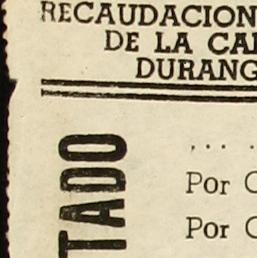 RECAUDACION
DE LA CA
DURANG
TADO
... .
Por
Por